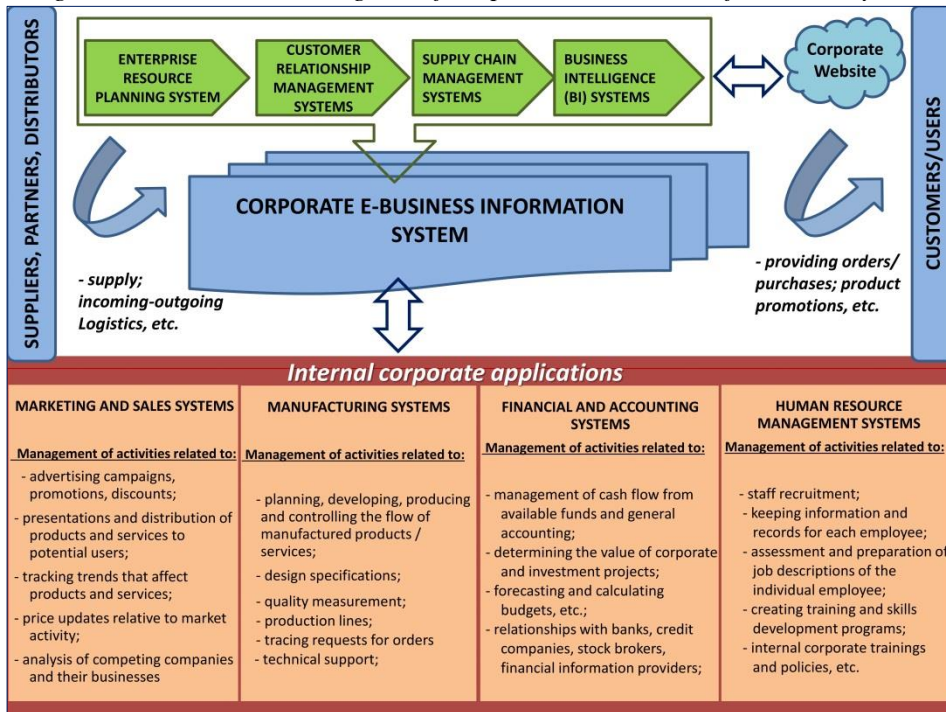 SUPPLIERS, PARTNERS, DISTRIBUTORS
ENTERPRISE
RESOURCE
PLANNING SYSTEM
CUSTOMER
RELATIONSHIP
MANAGEMENT
SYSTEMS
SUPPLY CHAIN
MANAGEMENT
SYSTEMS
BUSINESS
INTELLIGENCE
(BI) SYSTEMS
Corporate
Website
CUSTOMERS/USERS
CORPORATE E-BUSINESS INFORMATION
SYSTEM
- supply;
incoming-outgoing
Logistics, etc.
- providing orders/
purchases; product
promotions, etc.
Internal corporate applications
MARKETING AND SALES SYSTEMS
Management of activities related to:
- advertising campaigns,
promotions, discounts;
- presentations and distribution of
products and services to
potential users;
- tracking trends that affect
products and services;
- price updates relative to market
activity;
- analysis of competing companies
and their businesses
MANUFACTURING SYSTEMS
Management of activities related to:
- planning, developing, producing
and controlling the flow of
manufactured products /
services;
- design specifications;
- quality measurement;
- production lines;
- tracing requests for orders
- technical support;
FINANCIAL AND ACCOUNTING
SYSTEMS
Management of activities related to:
- management of cash flow from
available funds and general
accounting;
- determining the value of corporate
and investment projects;
- forecasting and calculating
budgets, etc.;
- relationships with banks, credit
companies, stock brokers,
financial information providers;
HUMAN RESOURCE
MANAGEMENT SYSTEMS
Management of activities related to:
- staff recruitment;
- keeping information and
records for each employee;
- assessment and preparation of
job descriptions of the
individual employee;
- creating training and skills
development programs;
- internal corporate trainings
and policies, etc.